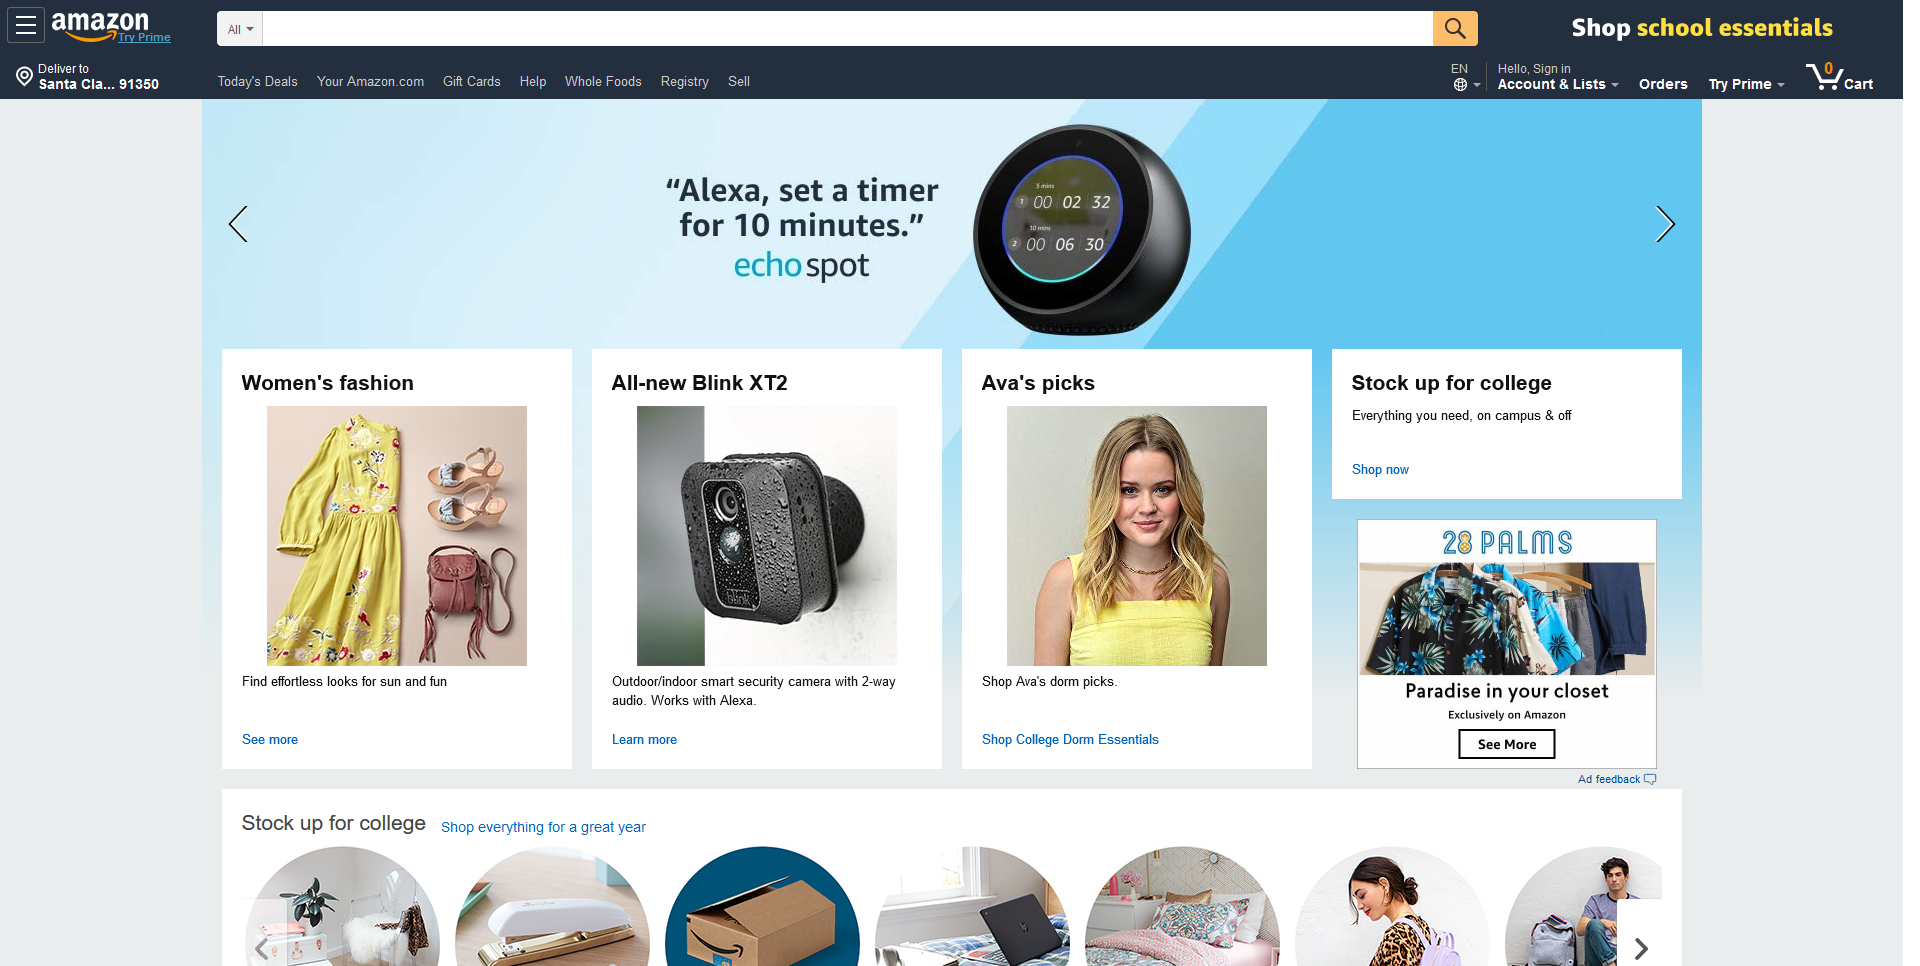 amazon
Try Prime
All
Shop school essentials
Deliver to
Santa Cla... 91350
Today's Deals
Your Amazon.com
Gift Cards
Help
Whole Foods
Registry
Sell
EN
Hello, Sign in
Account & Lists
Orders
Try Prime
0
Cart
“Alexa, set a timer
for 10 minutes.”
echo spot
5 mins
1 00 02 32
10 mins
2 00 06 30
Women's fashion
Find effortless looks for sun and fun
See more
All-new Blink XT2
blink
Outdoor/indoor smart security camera with 2-way
audio. Works with Alexa.
Learn more
Ava's picks
Shop Ava's dorm picks.
Shop College Dorm Essentials
Stock up for college
Everything you need, on campus & off
Shop now
28 PALMS
Paradise in your closet
Exclusively on Amazon
See More
Ad feedback
Stock up for college
Shop everything for a great year